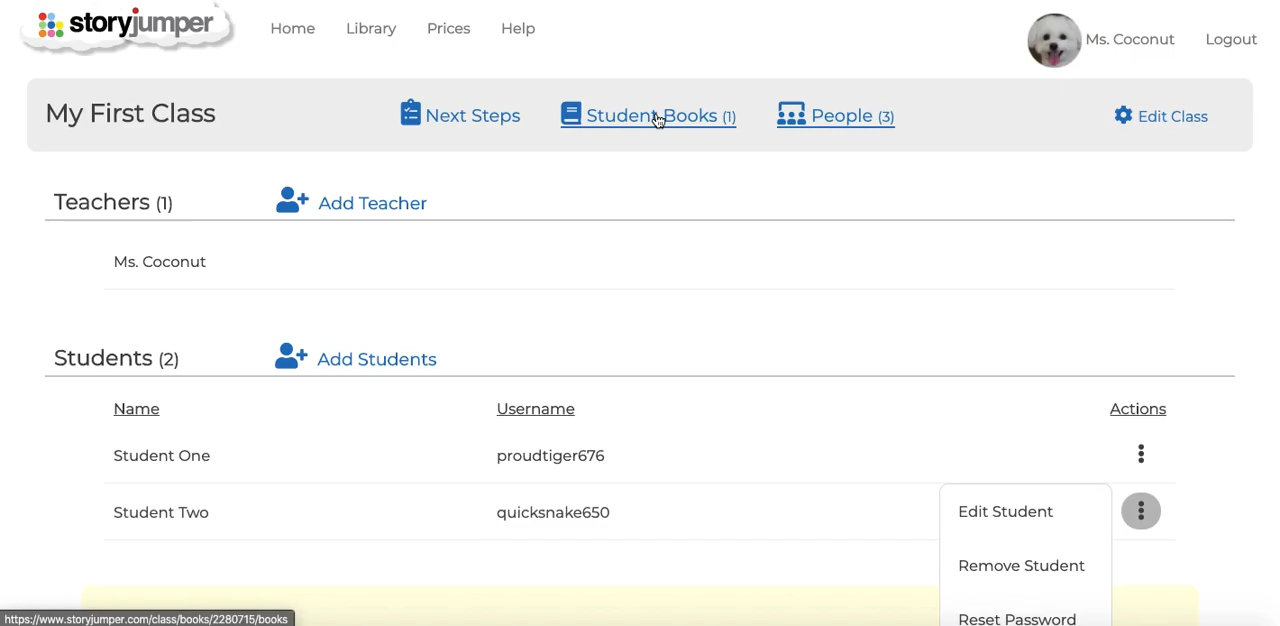 storyjumper Home Library Prices Help Ms. Coconut Logout
My First Class Next Steps Student Books (1) People (3) Edit Class
Teachers (1) Add Teacher
Ms. Coconut
Students (2) Add Students
Name Username Actions
Student One proudtiger676
Student Two quicksnake650 Edit Student
Remove Student
Reset Password
https://www.storyjumper.com/class/books/2280715/books